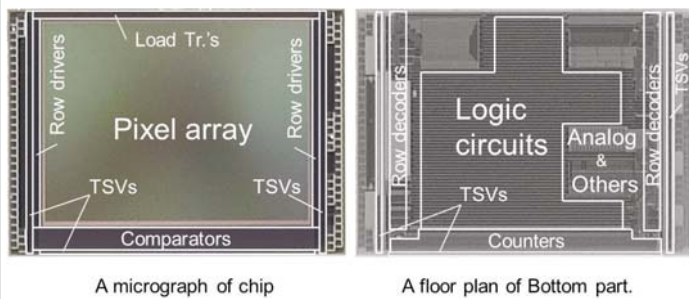 Load Tr.'s
Row drivers
Row drivers
Pixel array
TSVs
TSVs
Comparators
A micrograph of chip
Row decoders
Logic
circuits
Analog
&
Others
Row decoders
TSVs
TSVs
Counters
A floor plan of Bottom part.